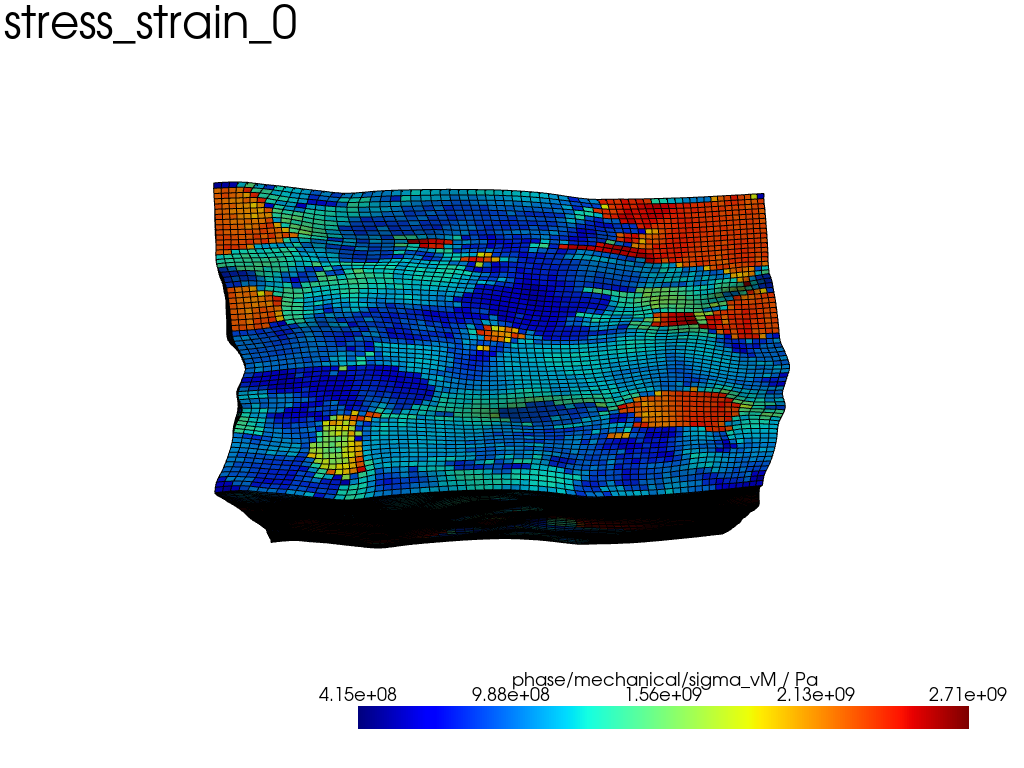 stress_strain_0
phase/mechanical/sigma_vM / Pa
4.15e+08 9.88e+08 1.56e+09 2.13e+09 2.71e+09